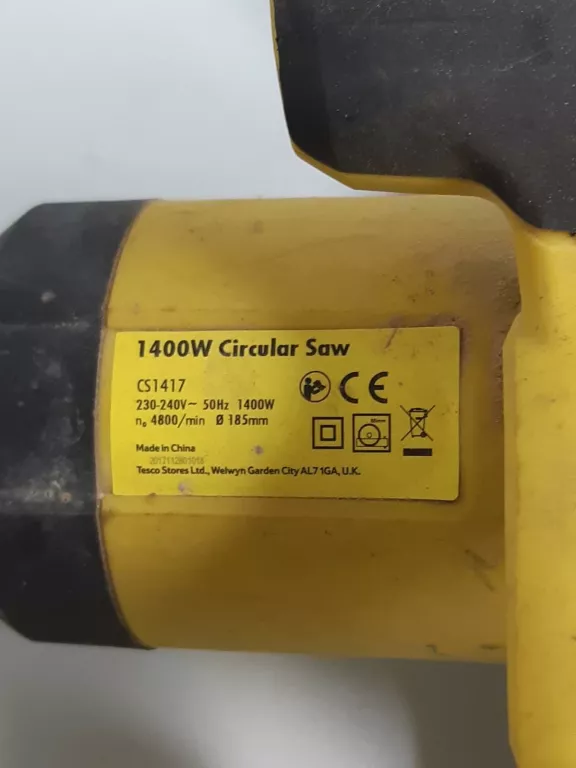 1400W Circular Saw
CS1417
230-240V~ 50Hz 1400W
n₀ 4800/min Ø 185mm
CE
Made in China
Tesco Stores Ltd., Welwyn Garden City AL7 1GA, U.K.